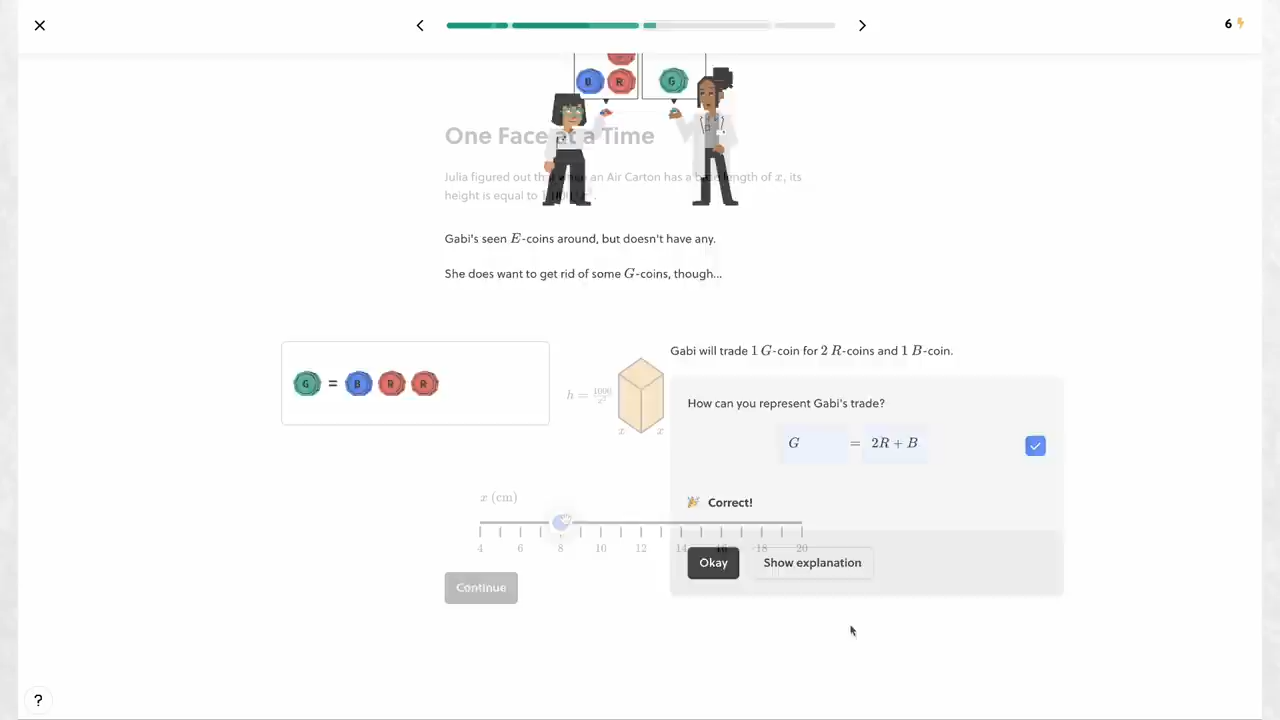 6
B R G
One Face at a Time
Julia figured out that when an Air Carton has a base length of x, its
height is equal to
Gabi's seen E-coins around, but doesn't have any.
She does want to get rid of some G-coins, though...
Gabi will trade 1 G-coin for 2 R-coins and 1 B-coin.
G = B R R
h = 1000/x²
x x
How can you represent Gabi's trade?
G = 2R + B
x (cm)
Correct!
4 6 8 10 12 14 16 18 20
Okay Show explanation
Continue
?